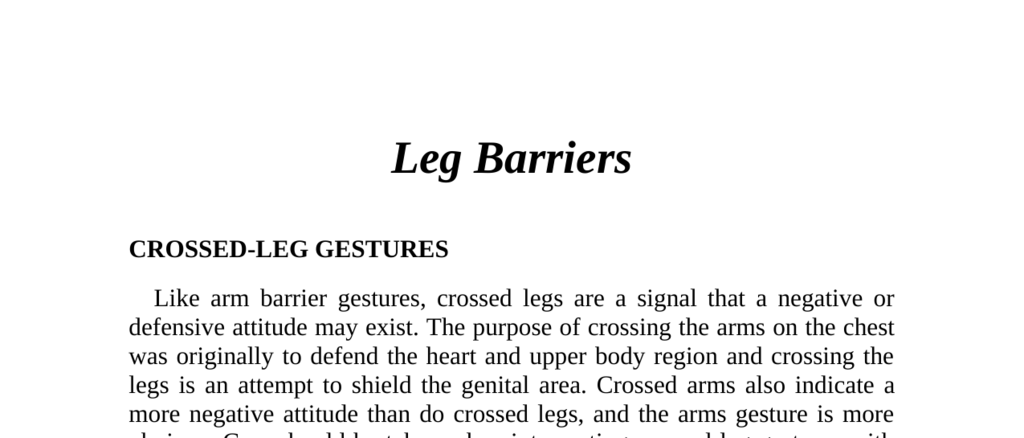 Leg Barriers
CROSSED-LEG GESTURES
Like arm barrier gestures, crossed legs are a signal that a negative or
defensive attitude may exist. The purpose of crossing the arms on the chest
was originally to defend the heart and upper body region and crossing the
legs is an attempt to shield the genital area. Crossed arms also indicate a
more negative attitude than do crossed legs, and the arms gesture is more